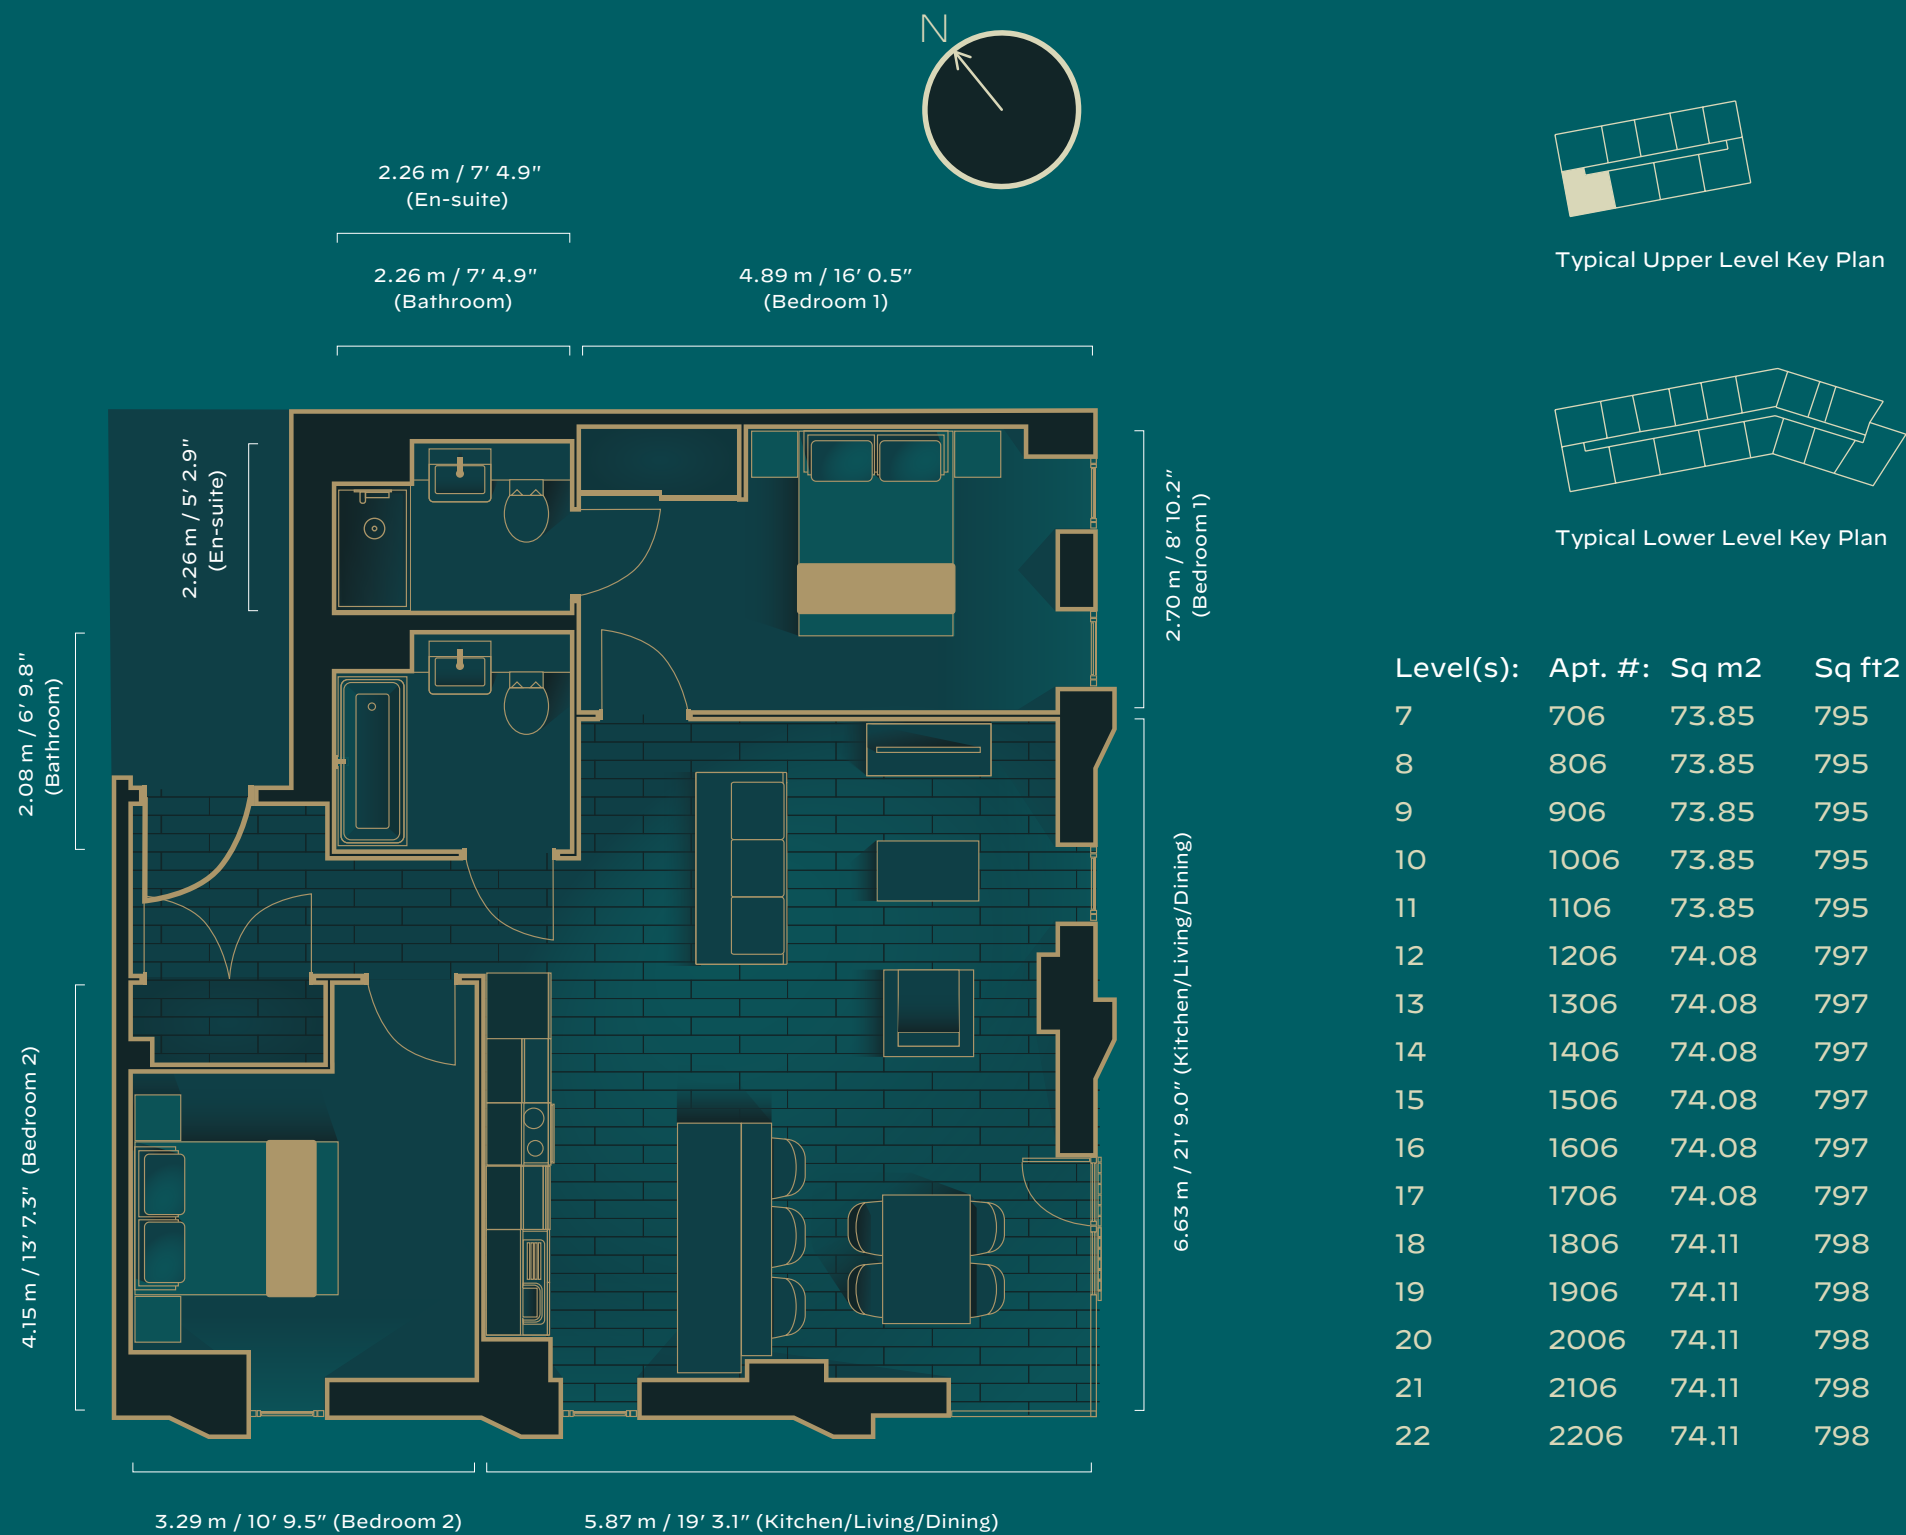 N
2.26 m / 7′ 4.9″
(En-suite)
2.26 m / 7′ 4.9″
(Bathroom)
4.89 m / 16′ 0.5″
(Bedroom 1)
2.26 m / 5′ 2.9″
(En-suite)
2.08 m / 6′ 9.8″
(Bathroom)
4.15 m / 13′ 7.3″ (Bedroom 2)
2.70 m / 8′ 10.2″
(Bedroom 1)
6.63 m / 21′ 9.0″ (Kitchen/Living/Dining)
3.29 m / 10′ 9.5″ (Bedroom 2)
5.87 m / 19′ 3.1″ (Kitchen/Living/Dining)
Typical Upper Level Key Plan
Typical Lower Level Key Plan
Level(s): Apt. #: Sq m2 Sq ft2
7 706 73.85 795
8 806 73.85 795
9 906 73.85 795
10 1006 73.85 795
11 1106 73.85 795
12 1206 74.08 797
13 1306 74.08 797
14 1406 74.08 797
15 1506 74.08 797
16 1606 74.08 797
17 1706 74.08 797
18 1806 74.11 798
19 1906 74.11 798
20 2006 74.11 798
21 2106 74.11 798
22 2206 74.11 798